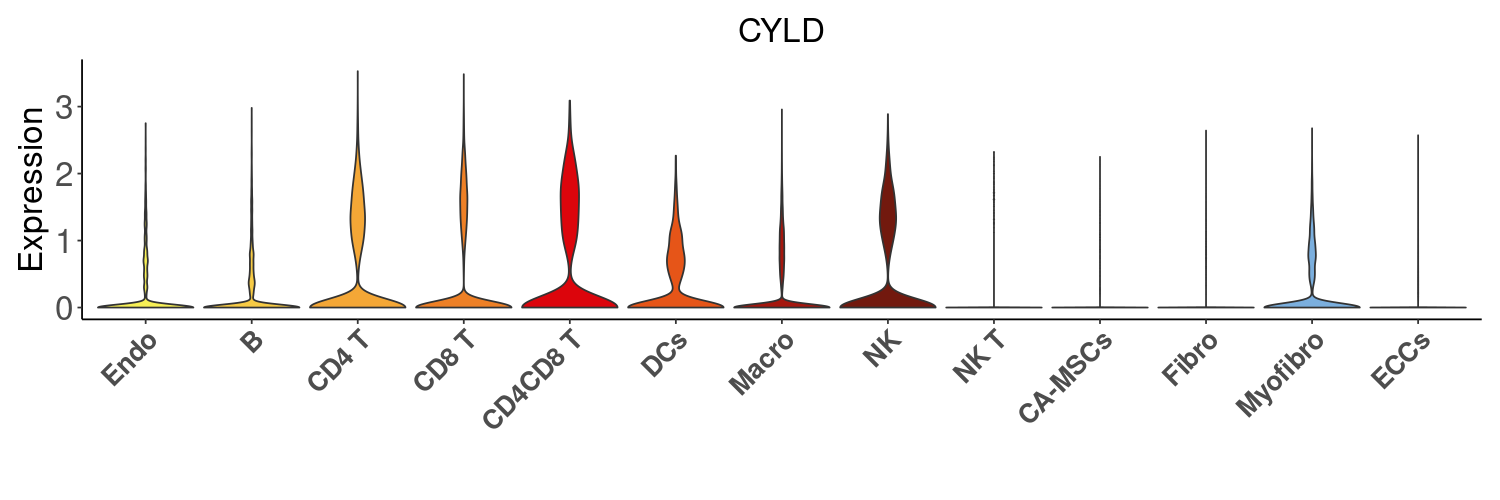 CYLD
Expression
3
2
1
0
Endo
B
CD4 T
CD8 T
CD4CD8 T
DCs
Macro
NK
NK T
CA-MSCs
Fibro
Myofibro
ECCs